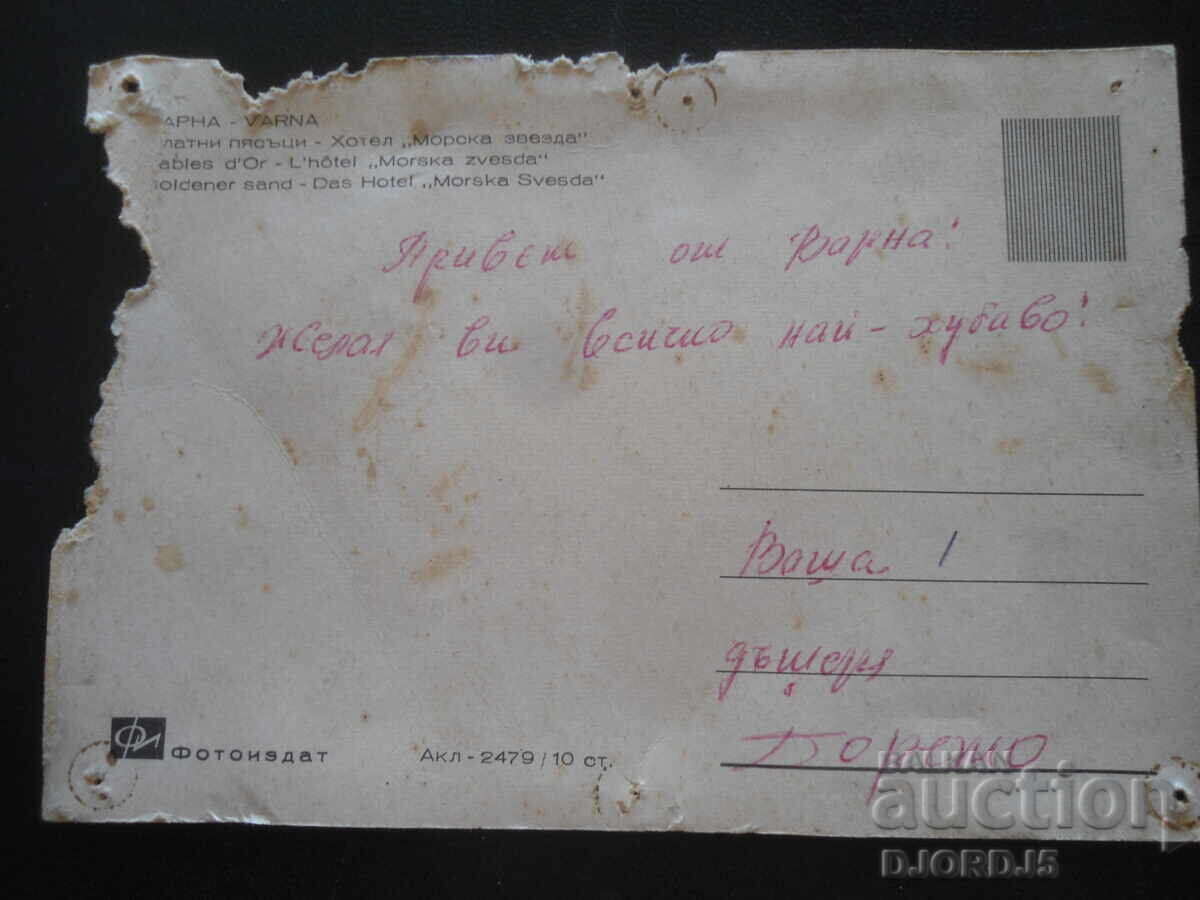 АРНА - VARNA
латни пясъци - Хотел „Морска звезда"
ables d'Or - L'hôtel „Morska zvesda"
oldener sand - Das Hotel „Morska Svesda"
Привет от Варна!
Желая ви всичко най-хубаво!
Ваша
дъщеря
Фотоиздат
Акл - 2479/10 ст.
BALKAN
auction
DJORDJ5